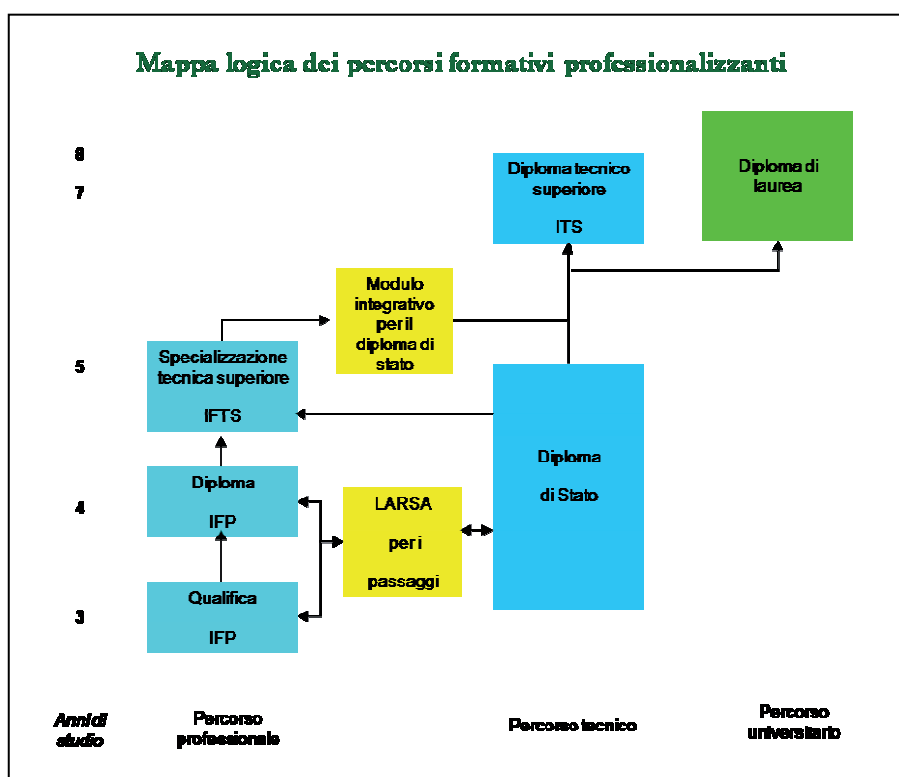 Mappa logica dei percorsi formativi professionalizzanti
8
7
Diploma tecnico
superiore
ITS
Diploma di
laurea
Modulo
integrativo
per il
diploma di
stato
5
Specializzazione
tecnica superiore
IFTS
Diploma
di Stato
4
Diploma
IFP
LARSA
per i
passaggi
3
Qualifica
IFP
Anni di
studio
Percorso
professionale
Percorso tecnico
Percorso
universitario